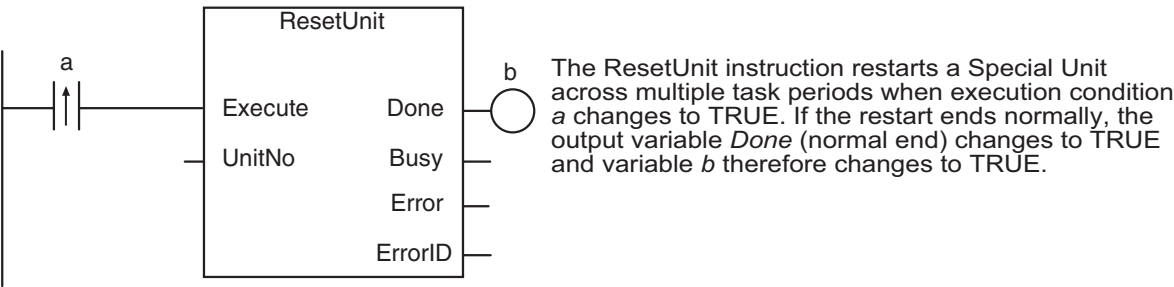 ResetUnit
a
Execute
Done
b
UnitNo
Busy
Error
ErrorID
The ResetUnit instruction restarts a Special Unit
across multiple task periods when execution condition
a changes to TRUE. If the restart ends normally, the
output variable Done (normal end) changes to TRUE
and variable b therefore changes to TRUE.